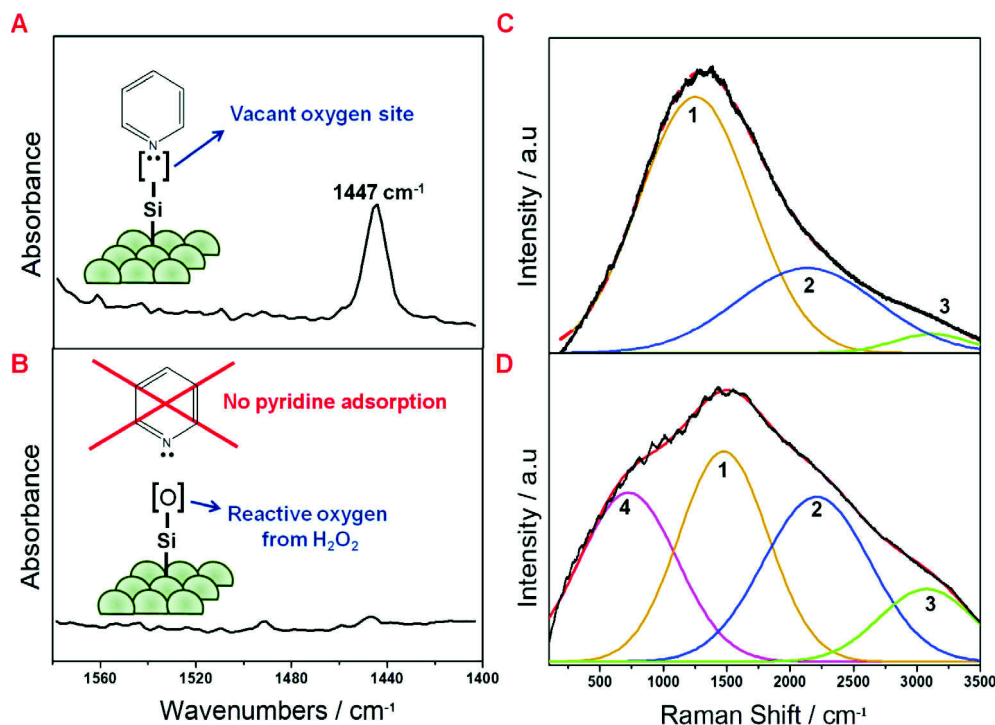 A
Absorbance
N
[··]
Si
Vacant oxygen site
1447 cm⁻¹
B
Absorbance
N
··
No pyridine adsorption
[O]
Si
Reactive oxygen
from H₂O₂
1560 1520 1480 1440 1400
Wavenumbers / cm⁻¹
C
Intensity / a.u
1
2
3
D
Intensity / a.u
4
1
2
3
500 1000 1500 2000 2500 3000 3500
Raman Shift / cm⁻¹